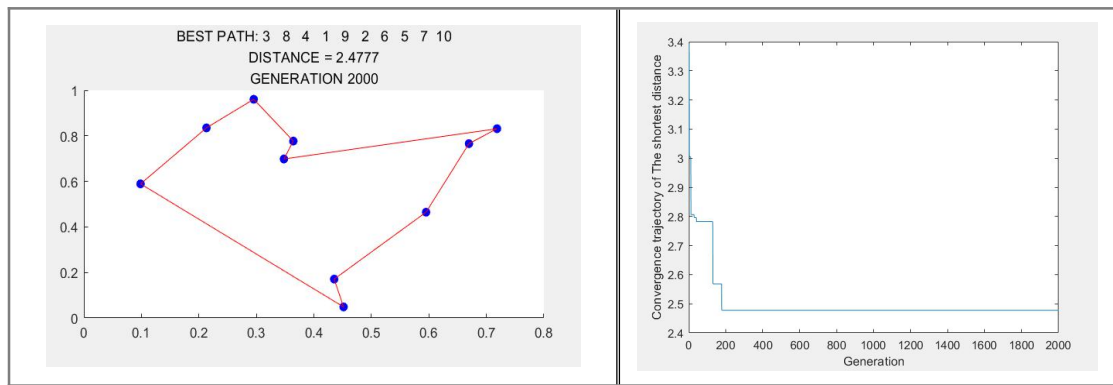 BEST PATH: 3 8 4 1 9 2 6 5 7 10
DISTANCE = 2.4777
GENERATION 2000
1
0.8
0.6
0.4
0.2
0
0 0.1 0.2 0.3 0.4 0.5 0.6 0.7 0.8
Convergence trajectory of The shortest distance
3.4
3.3
3.2
3.1
3
2.9
2.8
2.7
2.6
2.5
2.4
0 200 400 600 800 1000 1200 1400 1600 1800 2000
Generation